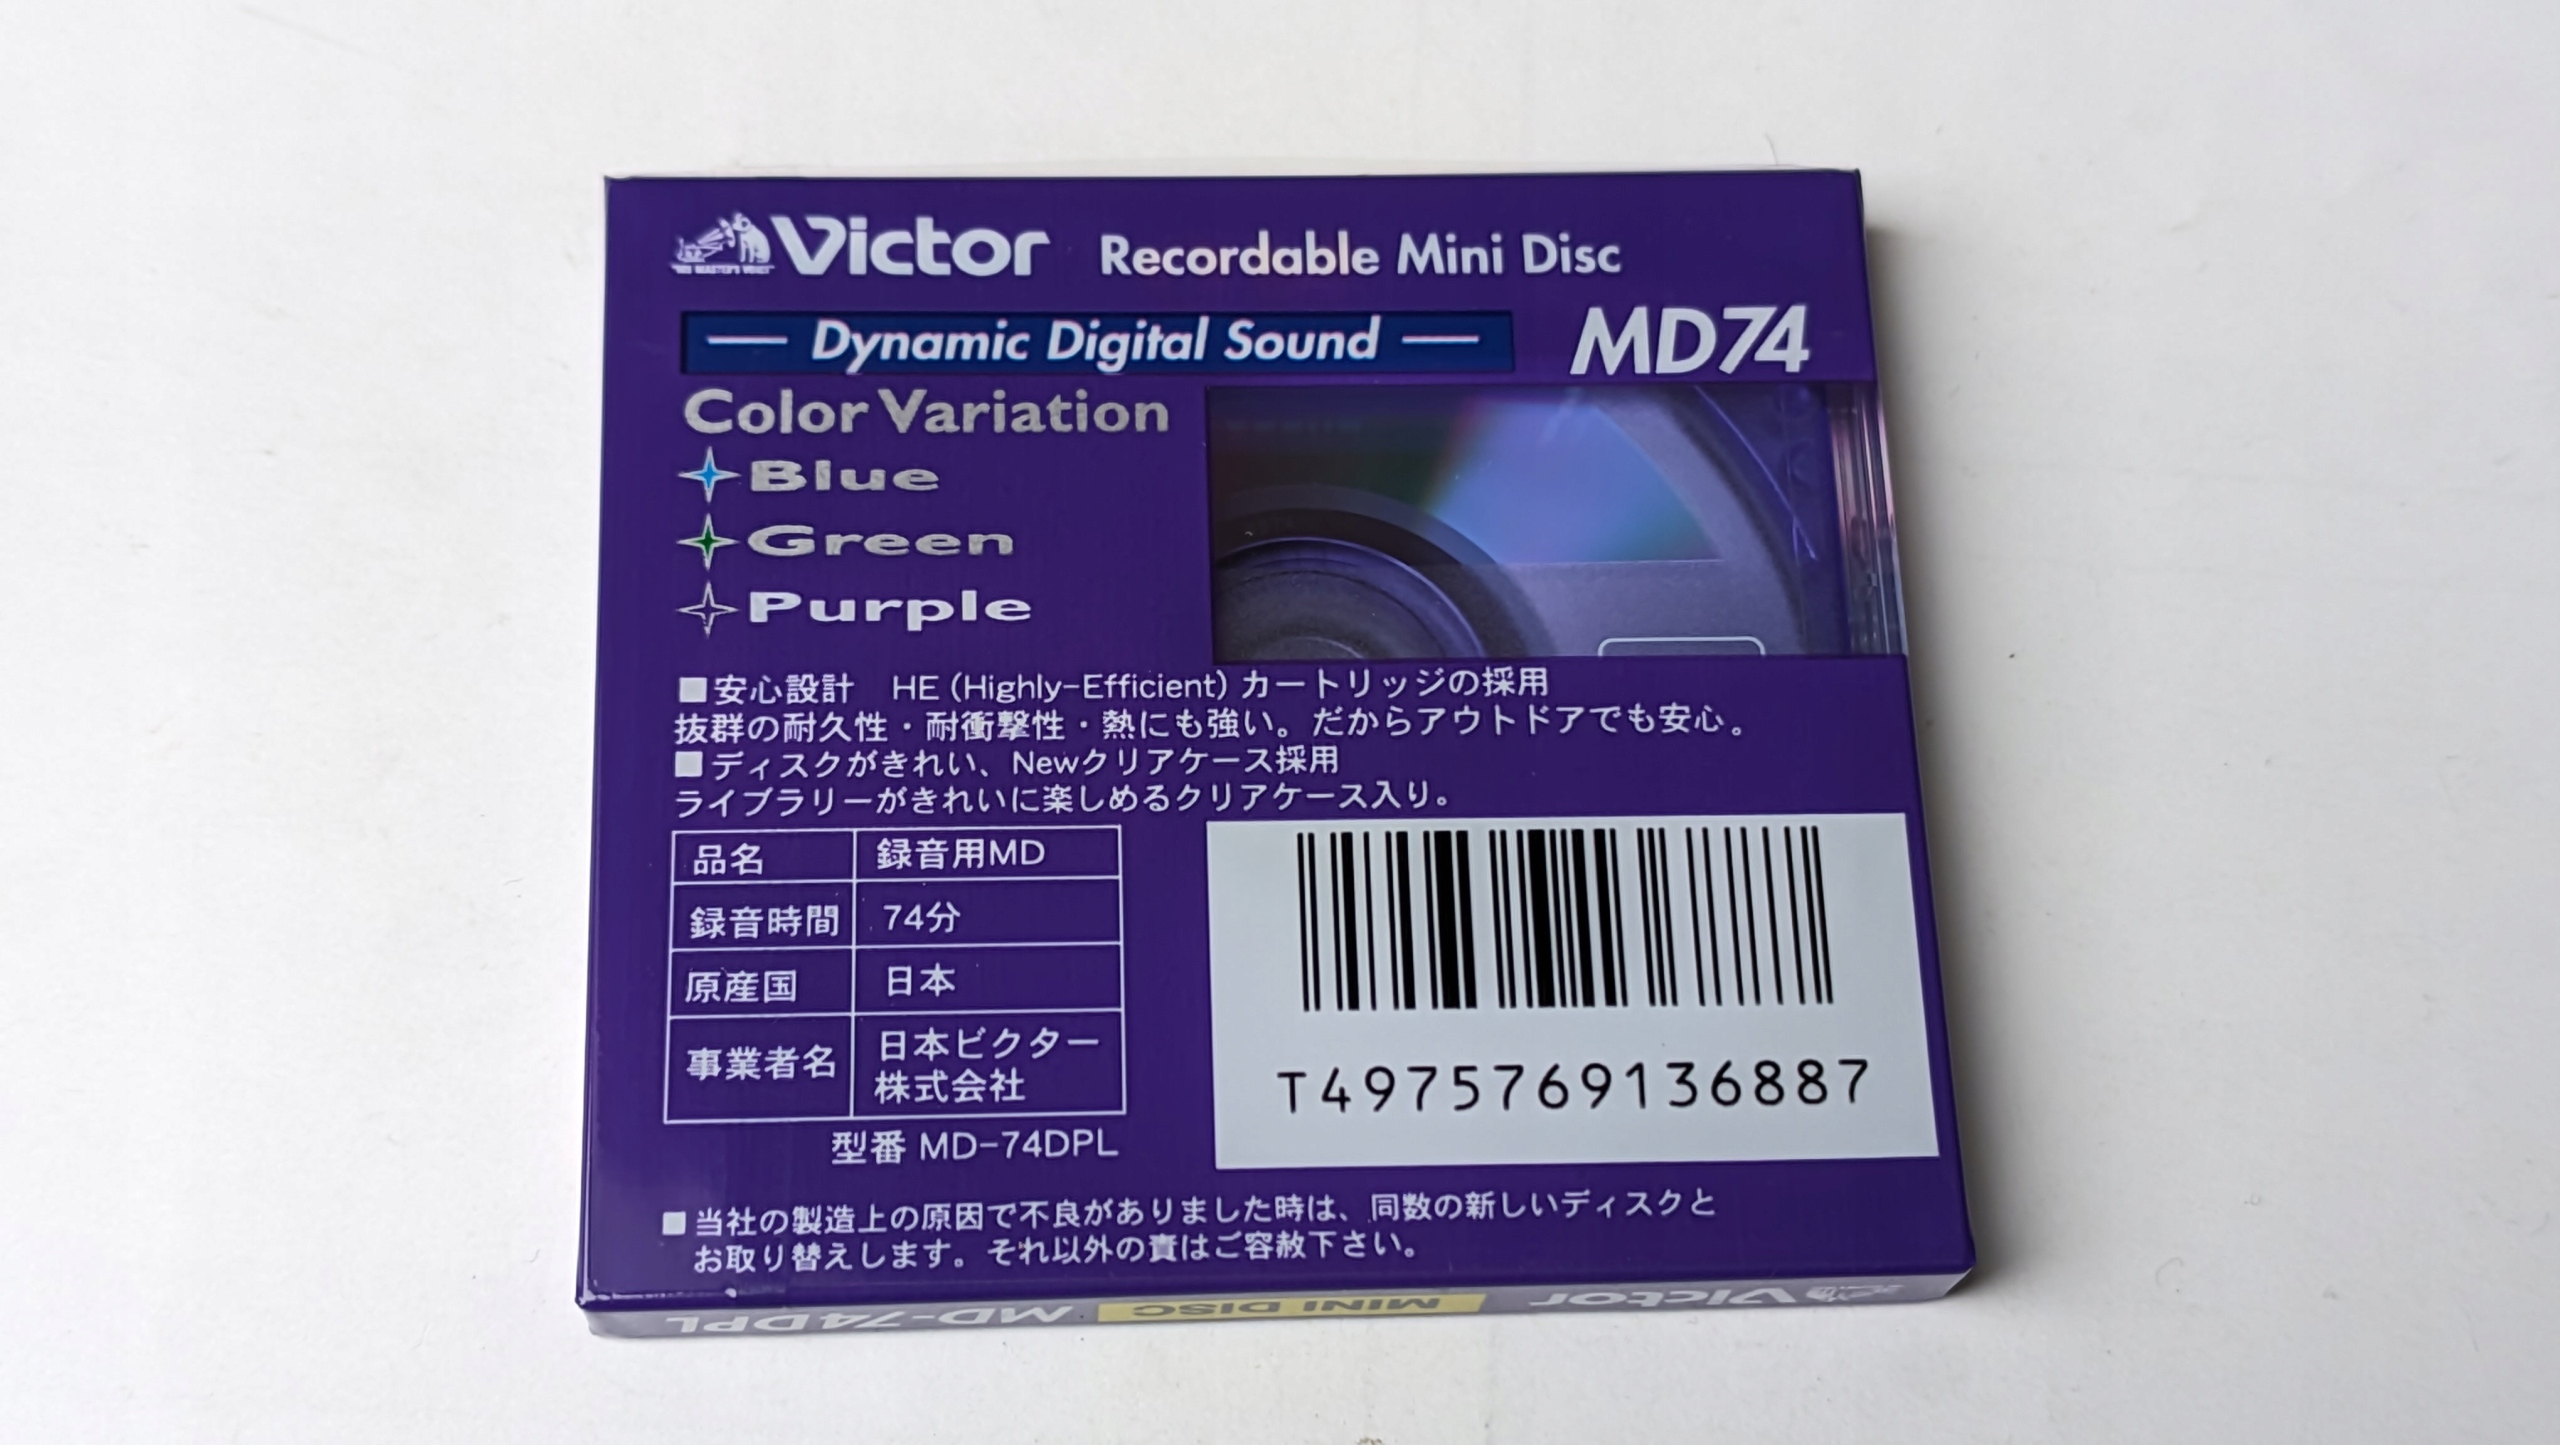 "HIS MASTER'S VOICE"
Victor Recordable Mini Disc
Dynamic Digital Sound MD74
Color Variation
Blue
Green
Purple
■安心設計 HE (Highly-Efficient) カートリッジの採用
抜群の耐久性・耐衝撃性・熱にも強い。だからアウトドアでも安心。
■ディスクがきれい、Newクリアケース採用
ライブラリーがきれいに楽しめるクリアケース入り。
品名 録音用MD
録音時間 74分
原産国 日本
事業者名 日本ビクター
株式会社
型番 MD-74DPL
T4975769136887
■当社の製造上の原因で不良がありました時は、同数の新しいディスクと
お取り替えします。それ以外の責はご容赦下さい。
Victor MINI DISC MD-74DPL